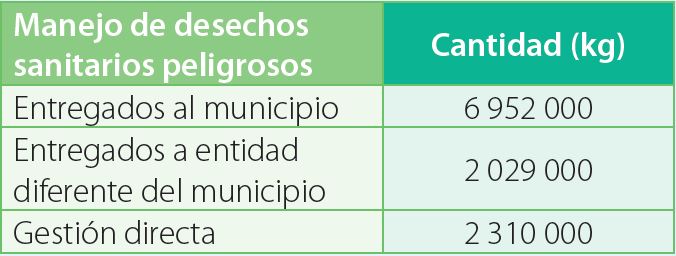 Manejo de desechos
sanitarios peligrosos
Cantidad (kg)
Entregados al municipio
6 952 000
Entregados a entidad
diferente del municipio
2 029 000
Gestión directa
2 310 000